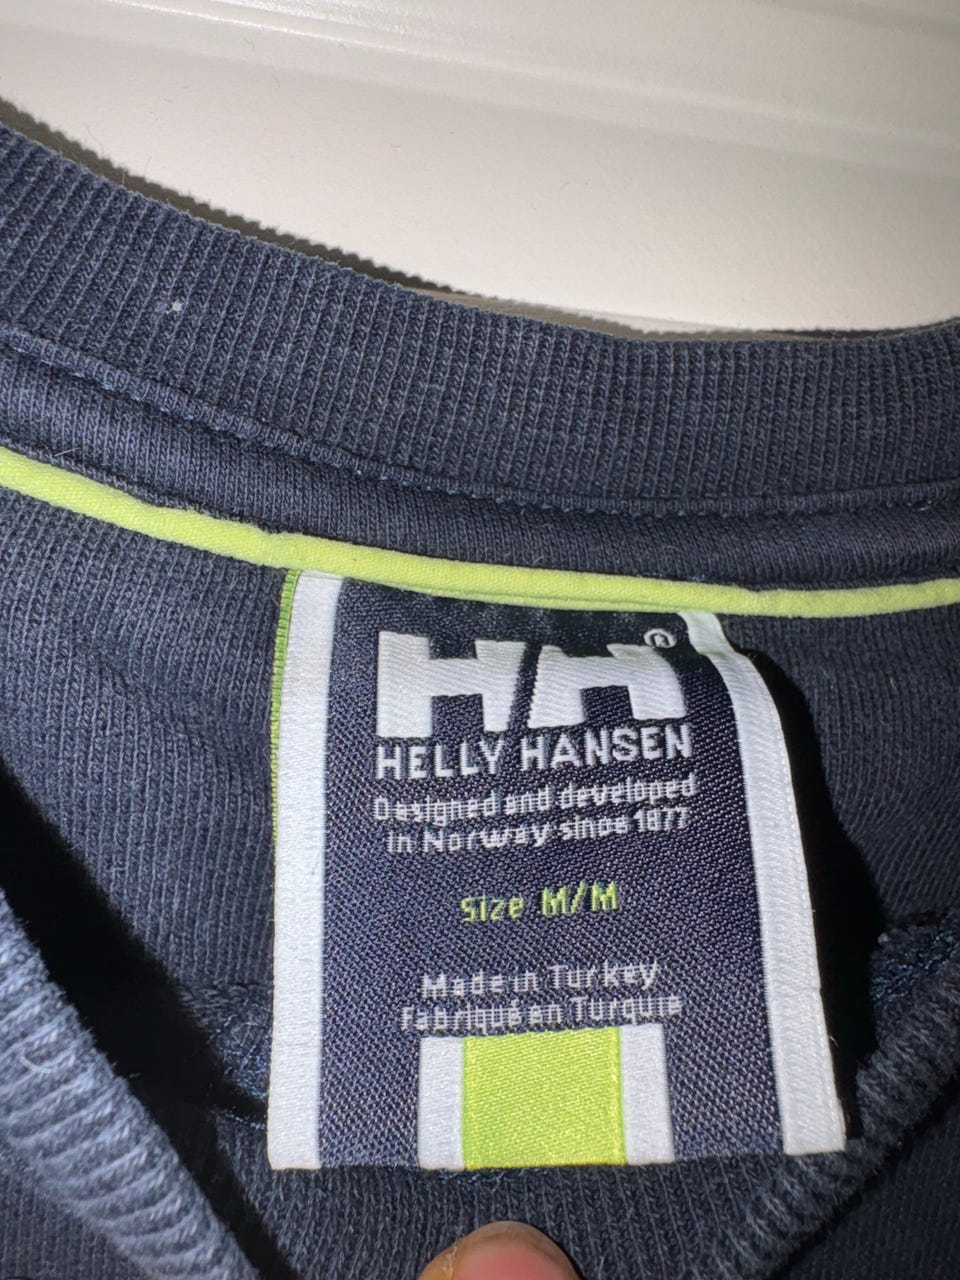 HH®
HELLY HANSEN
Designed and developed
in Norway since 1877
Size M/M
Made in Turkey
Fabriqué en Turquie